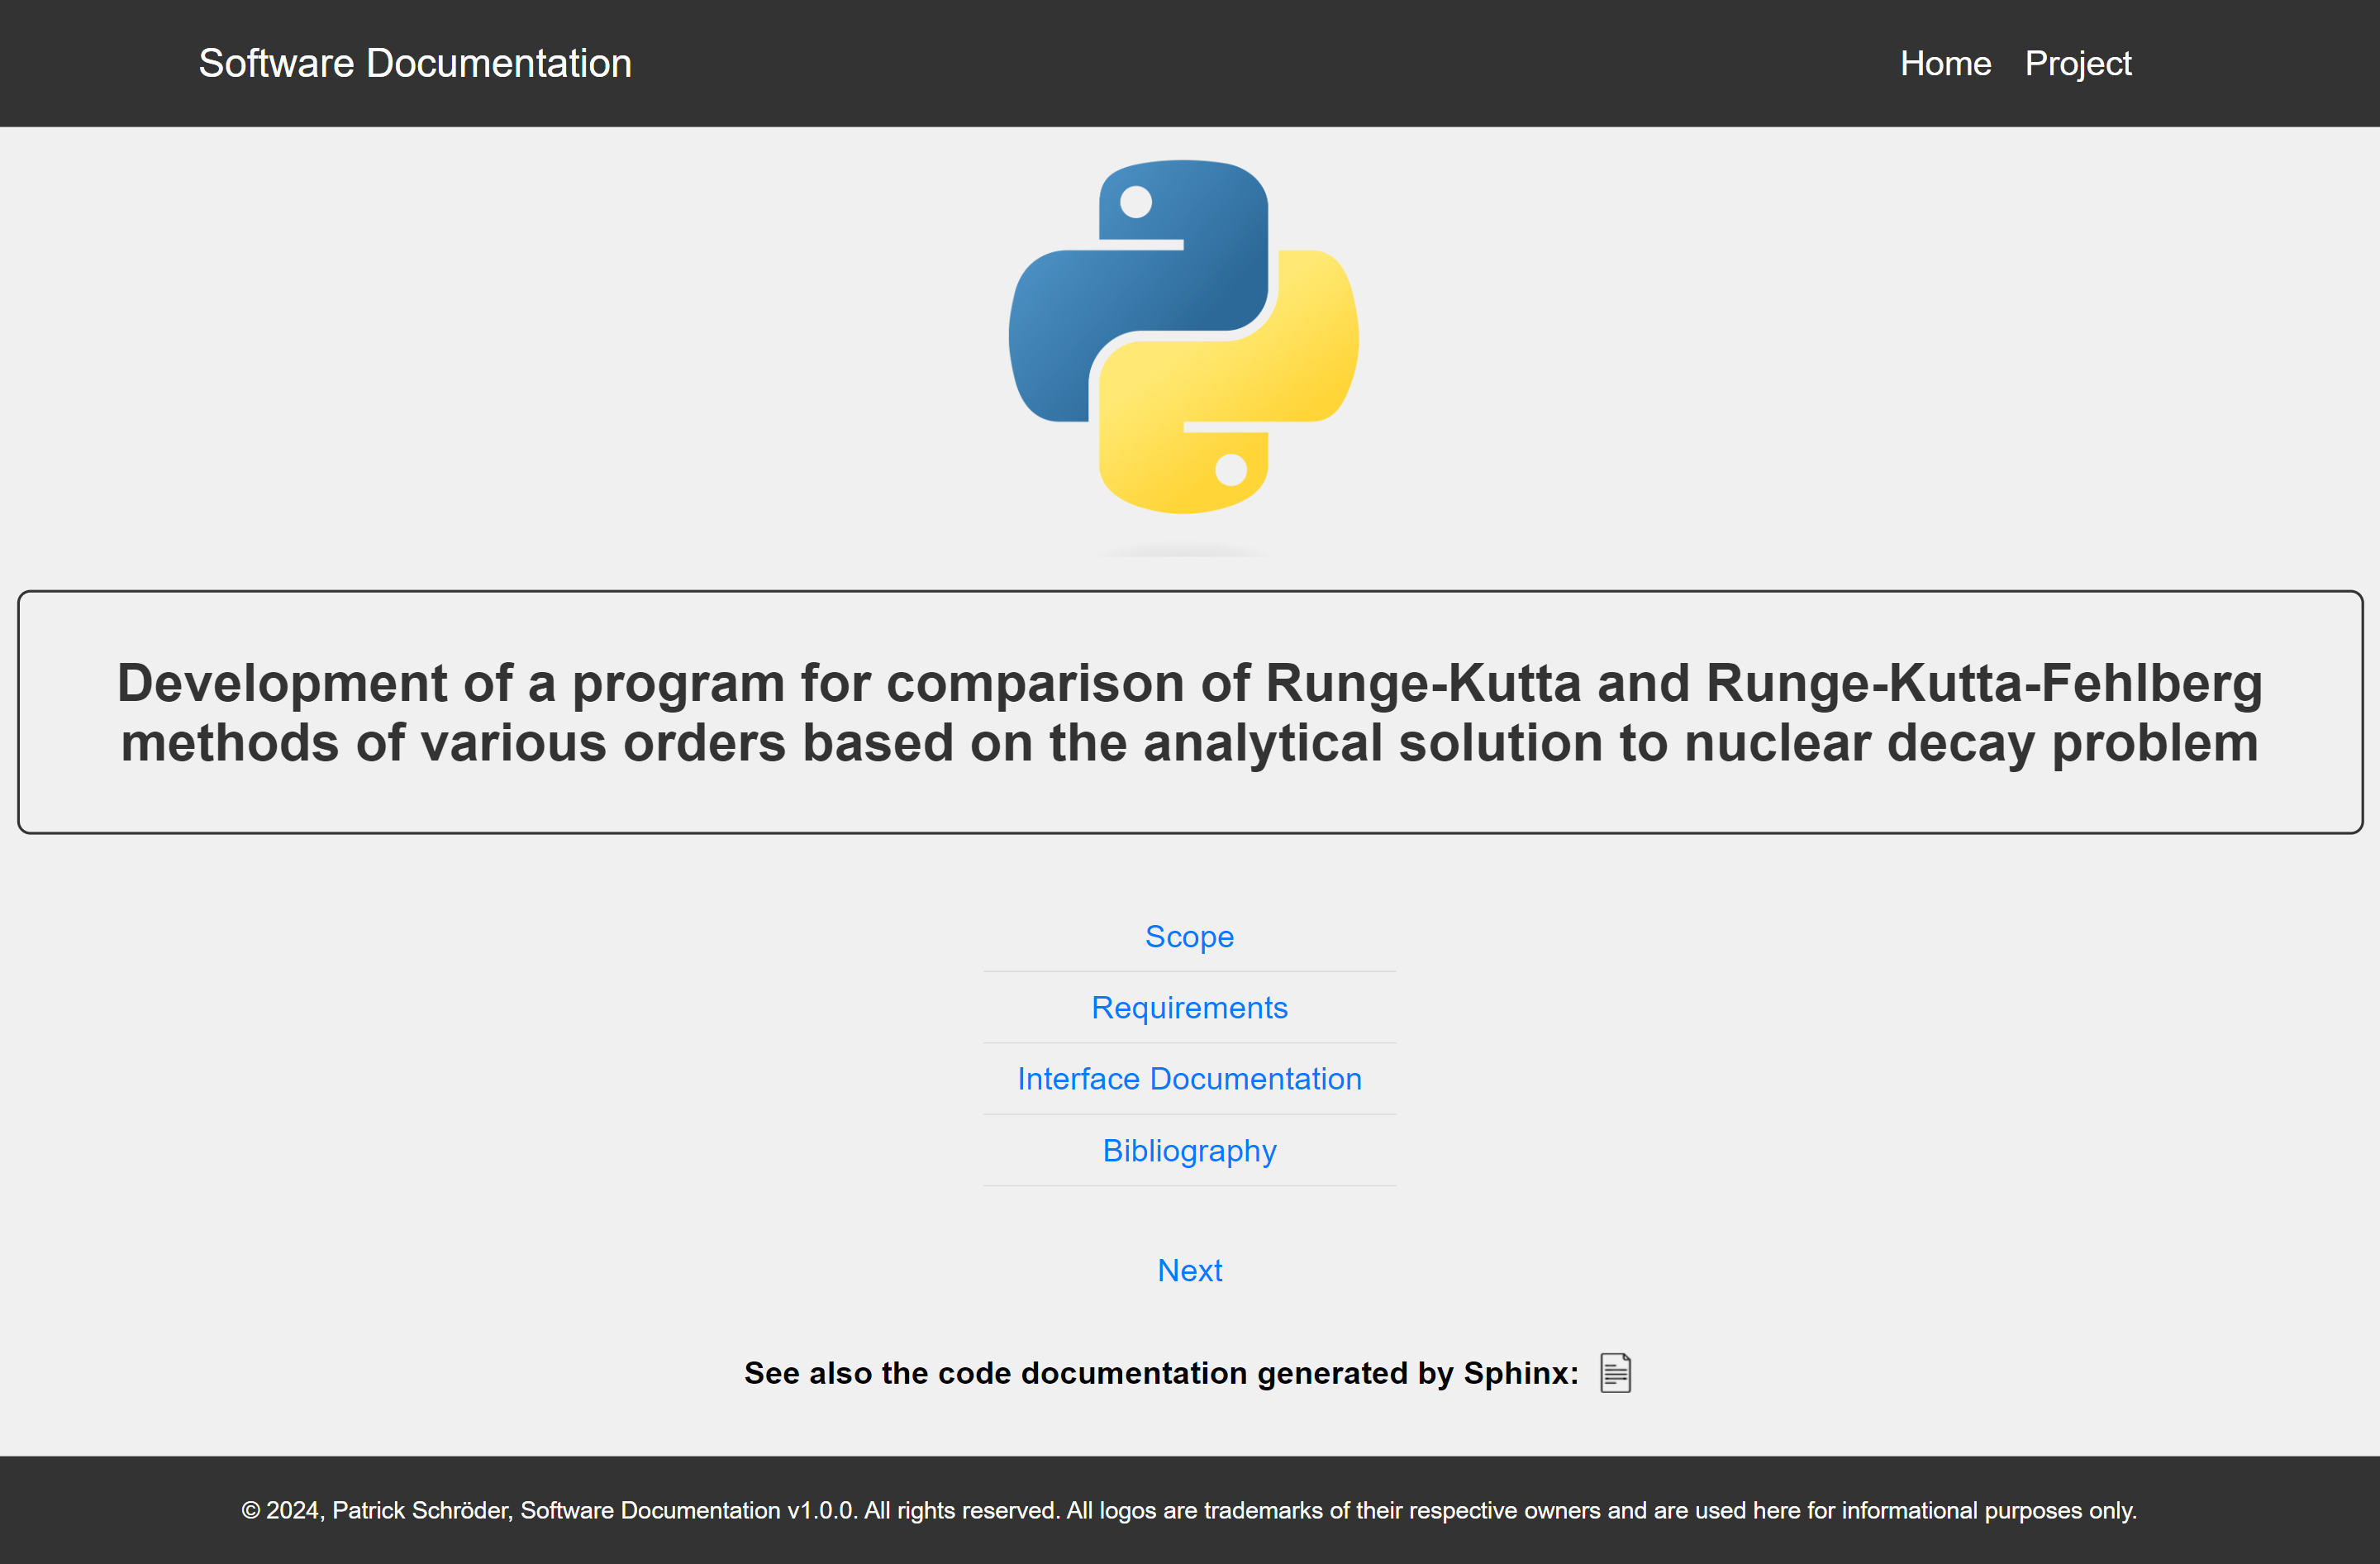 Software Documentation
Home
Project
Development of a program for comparison of Runge-Kutta and Runge-Kutta-Fehlberg
methods of various orders based on the analytical solution to nuclear decay problem
Scope
Requirements
Interface Documentation
Bibliography
Next
See also the code documentation generated by Sphinx:
© 2024, Patrick Schröder, Software Documentation v1.0.0. All rights reserved. All logos are trademarks of their respective owners and are used here for informational purposes only.